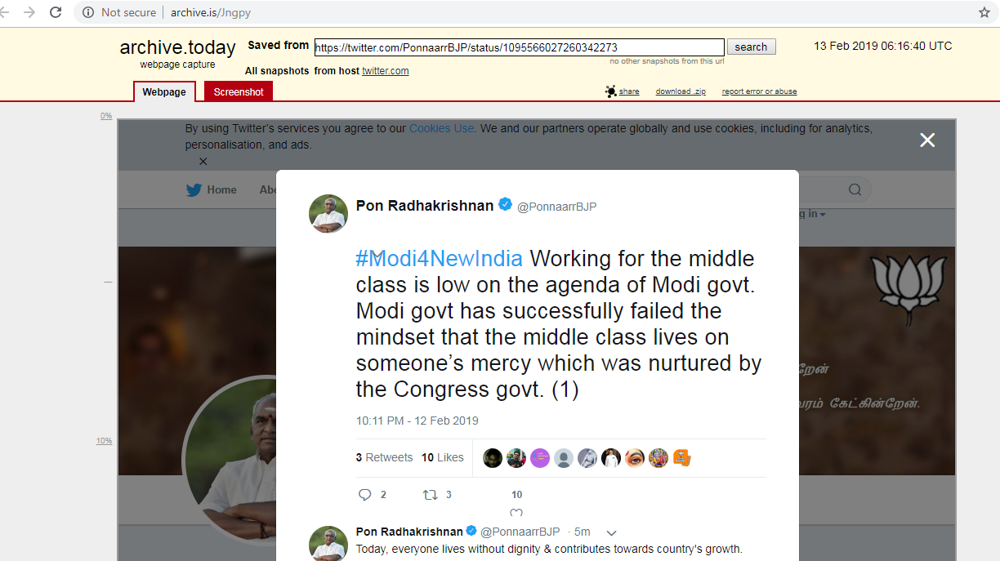 Not secure archive.is/Jngpy
archive.today
webpage capture
Saved from https://twitter.com/PonnaarrBJP/status/1095566027260342273 search
13 Feb 2019 06:16:40 UTC
no other snapshots from this url
All snapshots from host twitter.com
Webpage Screenshot
share download .zip report error or abuse
0%
By using Twitter's services you agree to our Cookies Use. We and our partners operate globally and use cookies, including for analytics,
personalisation, and ads.
Home
g in
Pon Radhakrishnan @PonnaarrBJP
#Modi4NewIndia Working for the middle
class is low on the agenda of Modi govt.
Modi govt has successfully failed the
mindset that the middle class lives on
someone's mercy which was nurtured by
the Congress govt. (1)
றேன்
வரம் கேட்கின்றேன்.
10:11 PM - 12 Feb 2019
10%
3 Retweets 10 Likes
2 3 10
Pon Radhakrishnan @PonnaarrBJP · 5m
Today, everyone lives without dignity & contributes towards country's growth.